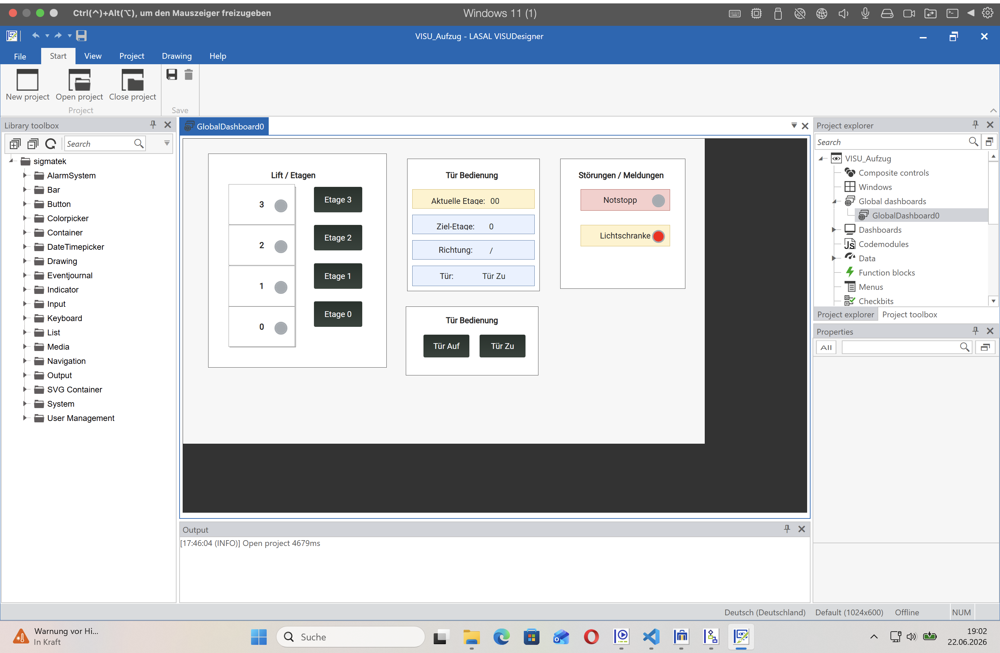 Ctrl(^)+Alt(⌥), um den Mauszeiger freizugeben
Windows 11 (1)
VISU_Aufzug - LASAL VISUDesigner
File
Start
View
Project
Drawing
Help
New project
Open project
Close project
Project
Save
Library toolbox
Search
sigmatek
AlarmSystem
Bar
Button
Colorpicker
Container
DateTimepicker
Drawing
Eventjournal
Indicator
Input
Keyboard
List
Media
Navigation
Output
SVG Container
System
User Management
GlobalDashboard0
Lift / Etagen
3
2
1
0
Etage 3
Etage 2
Etage 1
Etage 0
Tür Bedienung
Aktuelle Etage: 00
Ziel-Etage: 0
Richtung: /
Tür: Tür Zu
Tür Bedienung
Tür Auf
Tür Zu
Störungen / Meldungen
Notstopp
Lichtschranke
Output
[17:46:04 (INFO)] Open project 4679ms
Project explorer
Search
VISU_Aufzug
Composite controls
Windows
Global dashboards
GlobalDashboard0
Dashboards
Js Codemodules
Data
Function blocks
Menus
Checkbits
Project explorer
Project toolbox
Properties
All
Deutsch (Deutschland)
Default (1024x600)
Offline
NUM
Warnung vor Hi...
In Kraft
Suche
19:02
22.06.2026